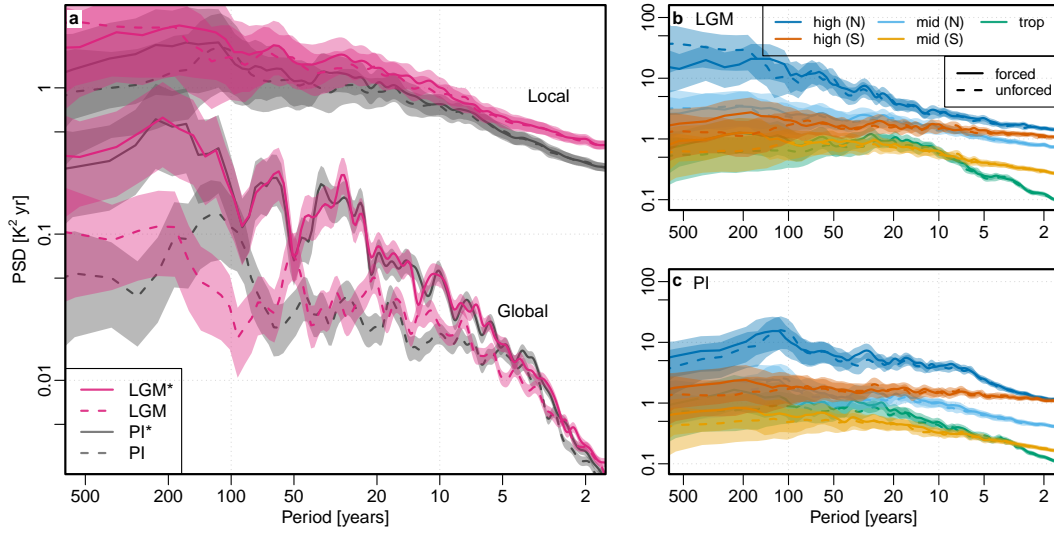 a
Local
Global
PSD [K² yr]
1
0.1
0.01
LGM*
LGM
PI*
PI
500 200 100 50 20 10 5 2
Period [years]
b LGM
high (N) mid (N) trop
high (S) mid (S)
forced
unforced
100
10
1
0.1
500 200 100 50 20 10 5 2
c PI
100
10
1
0.1
500 200 100 50 20 10 5 2
Period [years]